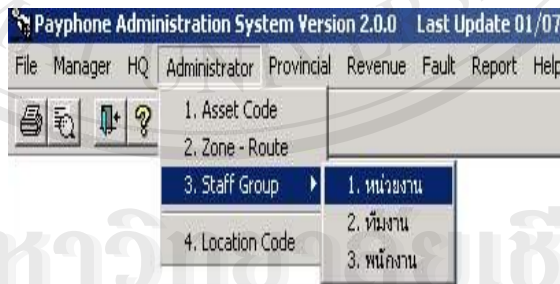 Payphone Administration System Version 2.0.0 Last Update 01/07
File Manager HQ Administrator Provincial Revenue Fault Report Help
1. Asset Code
2. Zone - Route
3. Staff Group
4. Location Code
1. หน่วยงาน
2. ทีมงาน
3. พนักงาน